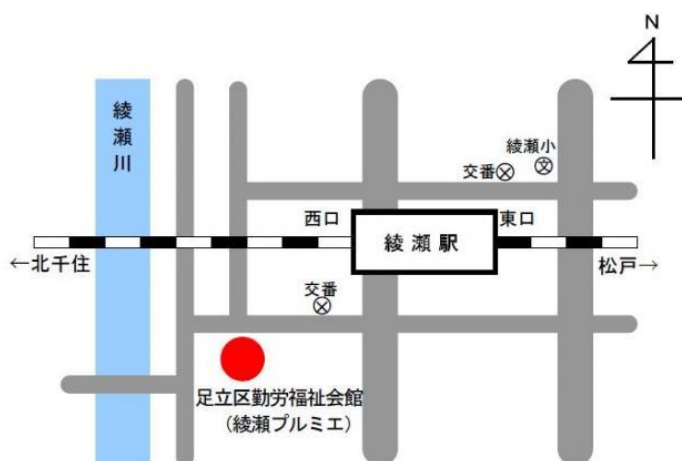 N
綾瀬川
綾瀬小
文
交番
西口
東口
綾瀬駅
←北千住
松戸→
交番
足立区勤労福祉会館
(綾瀬プルミエ)